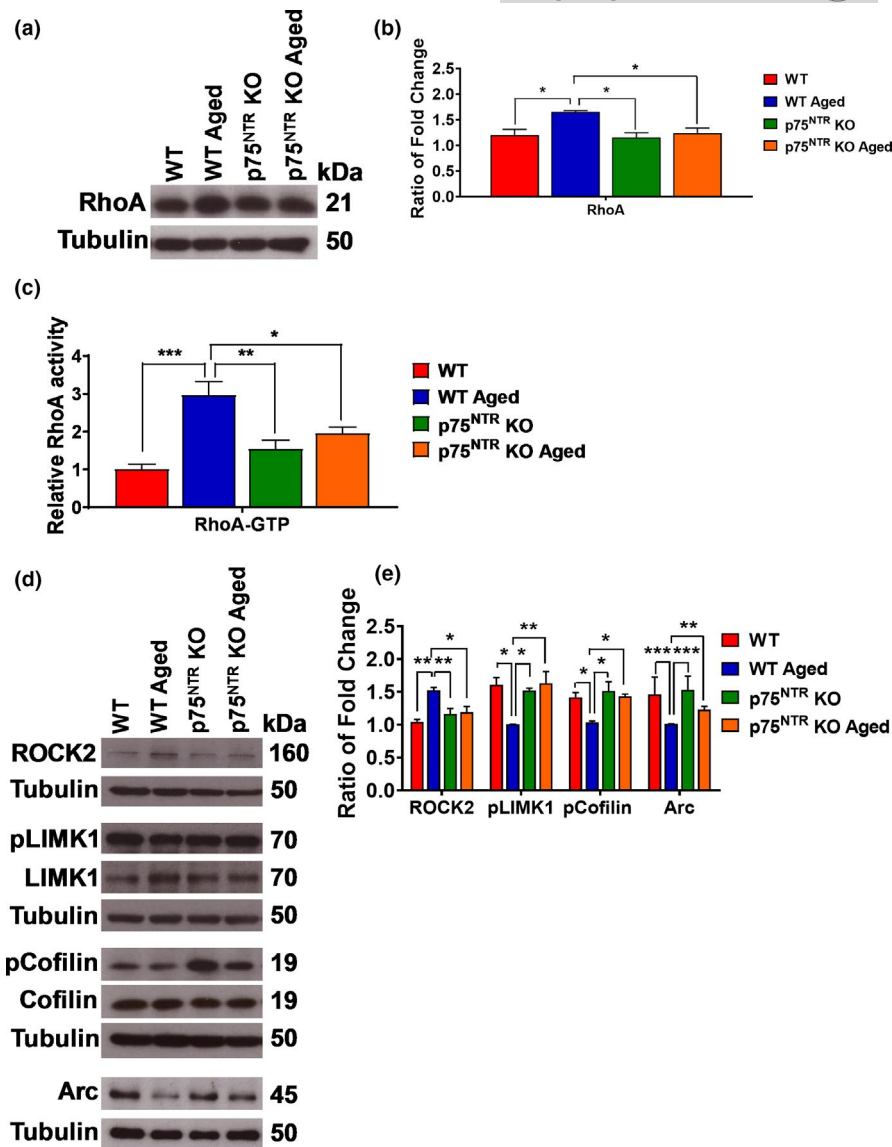 (a)
WT
WT Aged
p75NTR KO
p75NTR KO Aged
kDa
RhoA 21
Tubulin 50
(b)
Ratio of Fold Change
2.5
2.0
1.5
1.0
0.5
0.0
* * *
RhoA
WT
WT Aged
p75NTR KO
p75NTR KO Aged
(c)
Relative RhoA activity
4
3
2
1
0
*** ** *
RhoA-GTP
WT
WT Aged
p75NTR KO
p75NTR KO Aged
(d)
WT
WT Aged
p75NTR KO
p75NTR KO Aged
kDa
ROCK2 160
Tubulin 50
pLIMK1 70
LIMK1 70
Tubulin 50
pCofilin 19
Cofilin 19
Tubulin 50
Arc 45
Tubulin 50
(e)
Ratio of Fold Change
2.5
2.0
1.5
1.0
0.5
0.0
* ** * **
** ** * * * * *** ***
ROCK2 pLIMK1 pCofilin Arc
WT
WT Aged
p75NTR KO
p75NTR KO Aged